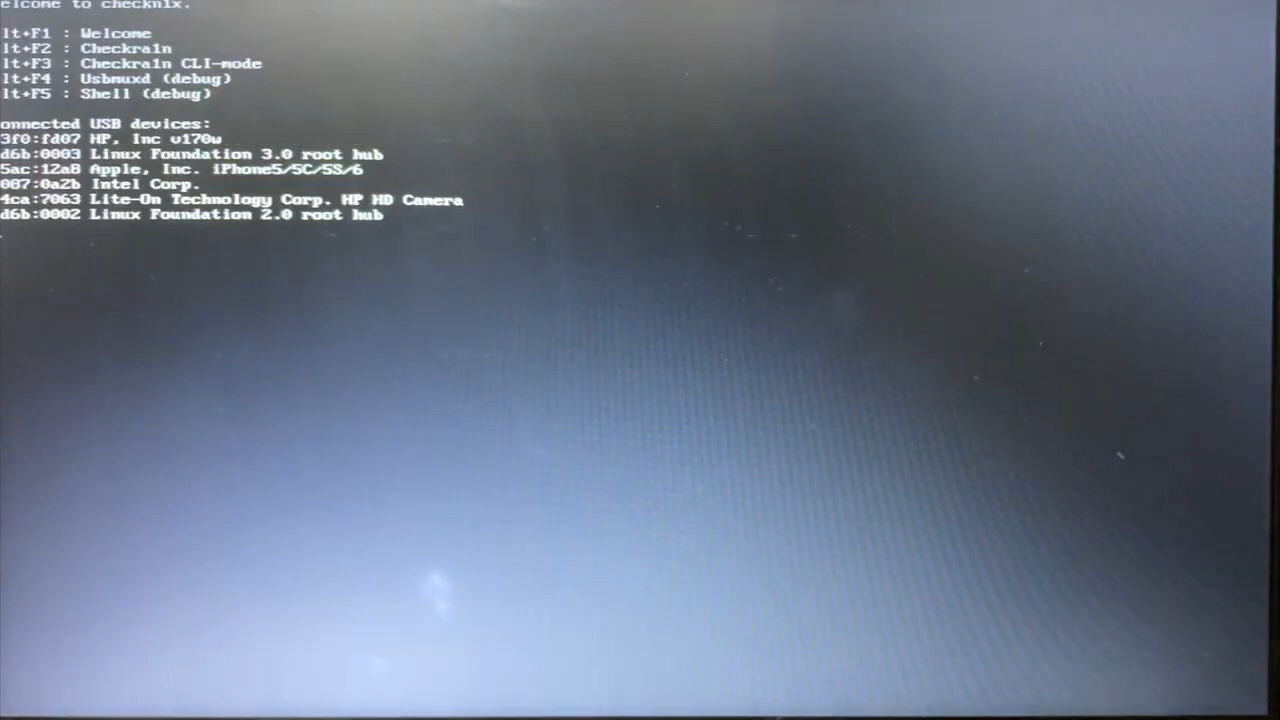 elcome to checkn1x.
lt+F1 : Welcome
lt+F2 : Checkra1n
lt+F3 : Checkra1n CLI-mode
lt+F4 : Usbmuxd (debug)
lt+F5 : Shell (debug)
onnected USB devices:
3f0:fd07 HP, Inc v170w
d6b:0003 Linux Foundation 3.0 root hub
5ac:12a8 Apple, Inc. iPhone5/5C/5S/6
087:0a2b Intel Corp.
4ca:7063 Lite-On Technology Corp. HP HD Camera
d6b:0002 Linux Foundation 2.0 root hub